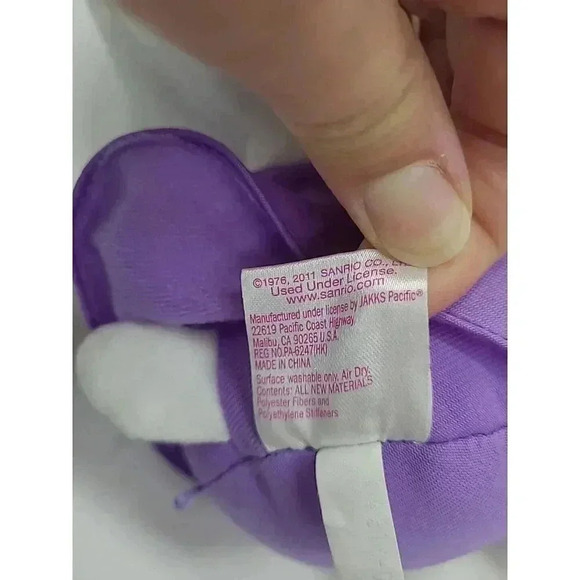 ©1976, 2011 SANRIO CO., LTD.
Used Under License.
www.sanrio.com
Manufactured under license by JAKKS Pacific®
22619 Pacific Coast Highway,
Malibu, CA 90265 U.S.A.
REG NO.PA-6247(HK)
MADE IN CHINA
Surface washable only, Air Dry.
Contents: ALL NEW MATERIALS
Polyester Fibers and
Polyethylene Stiffeners